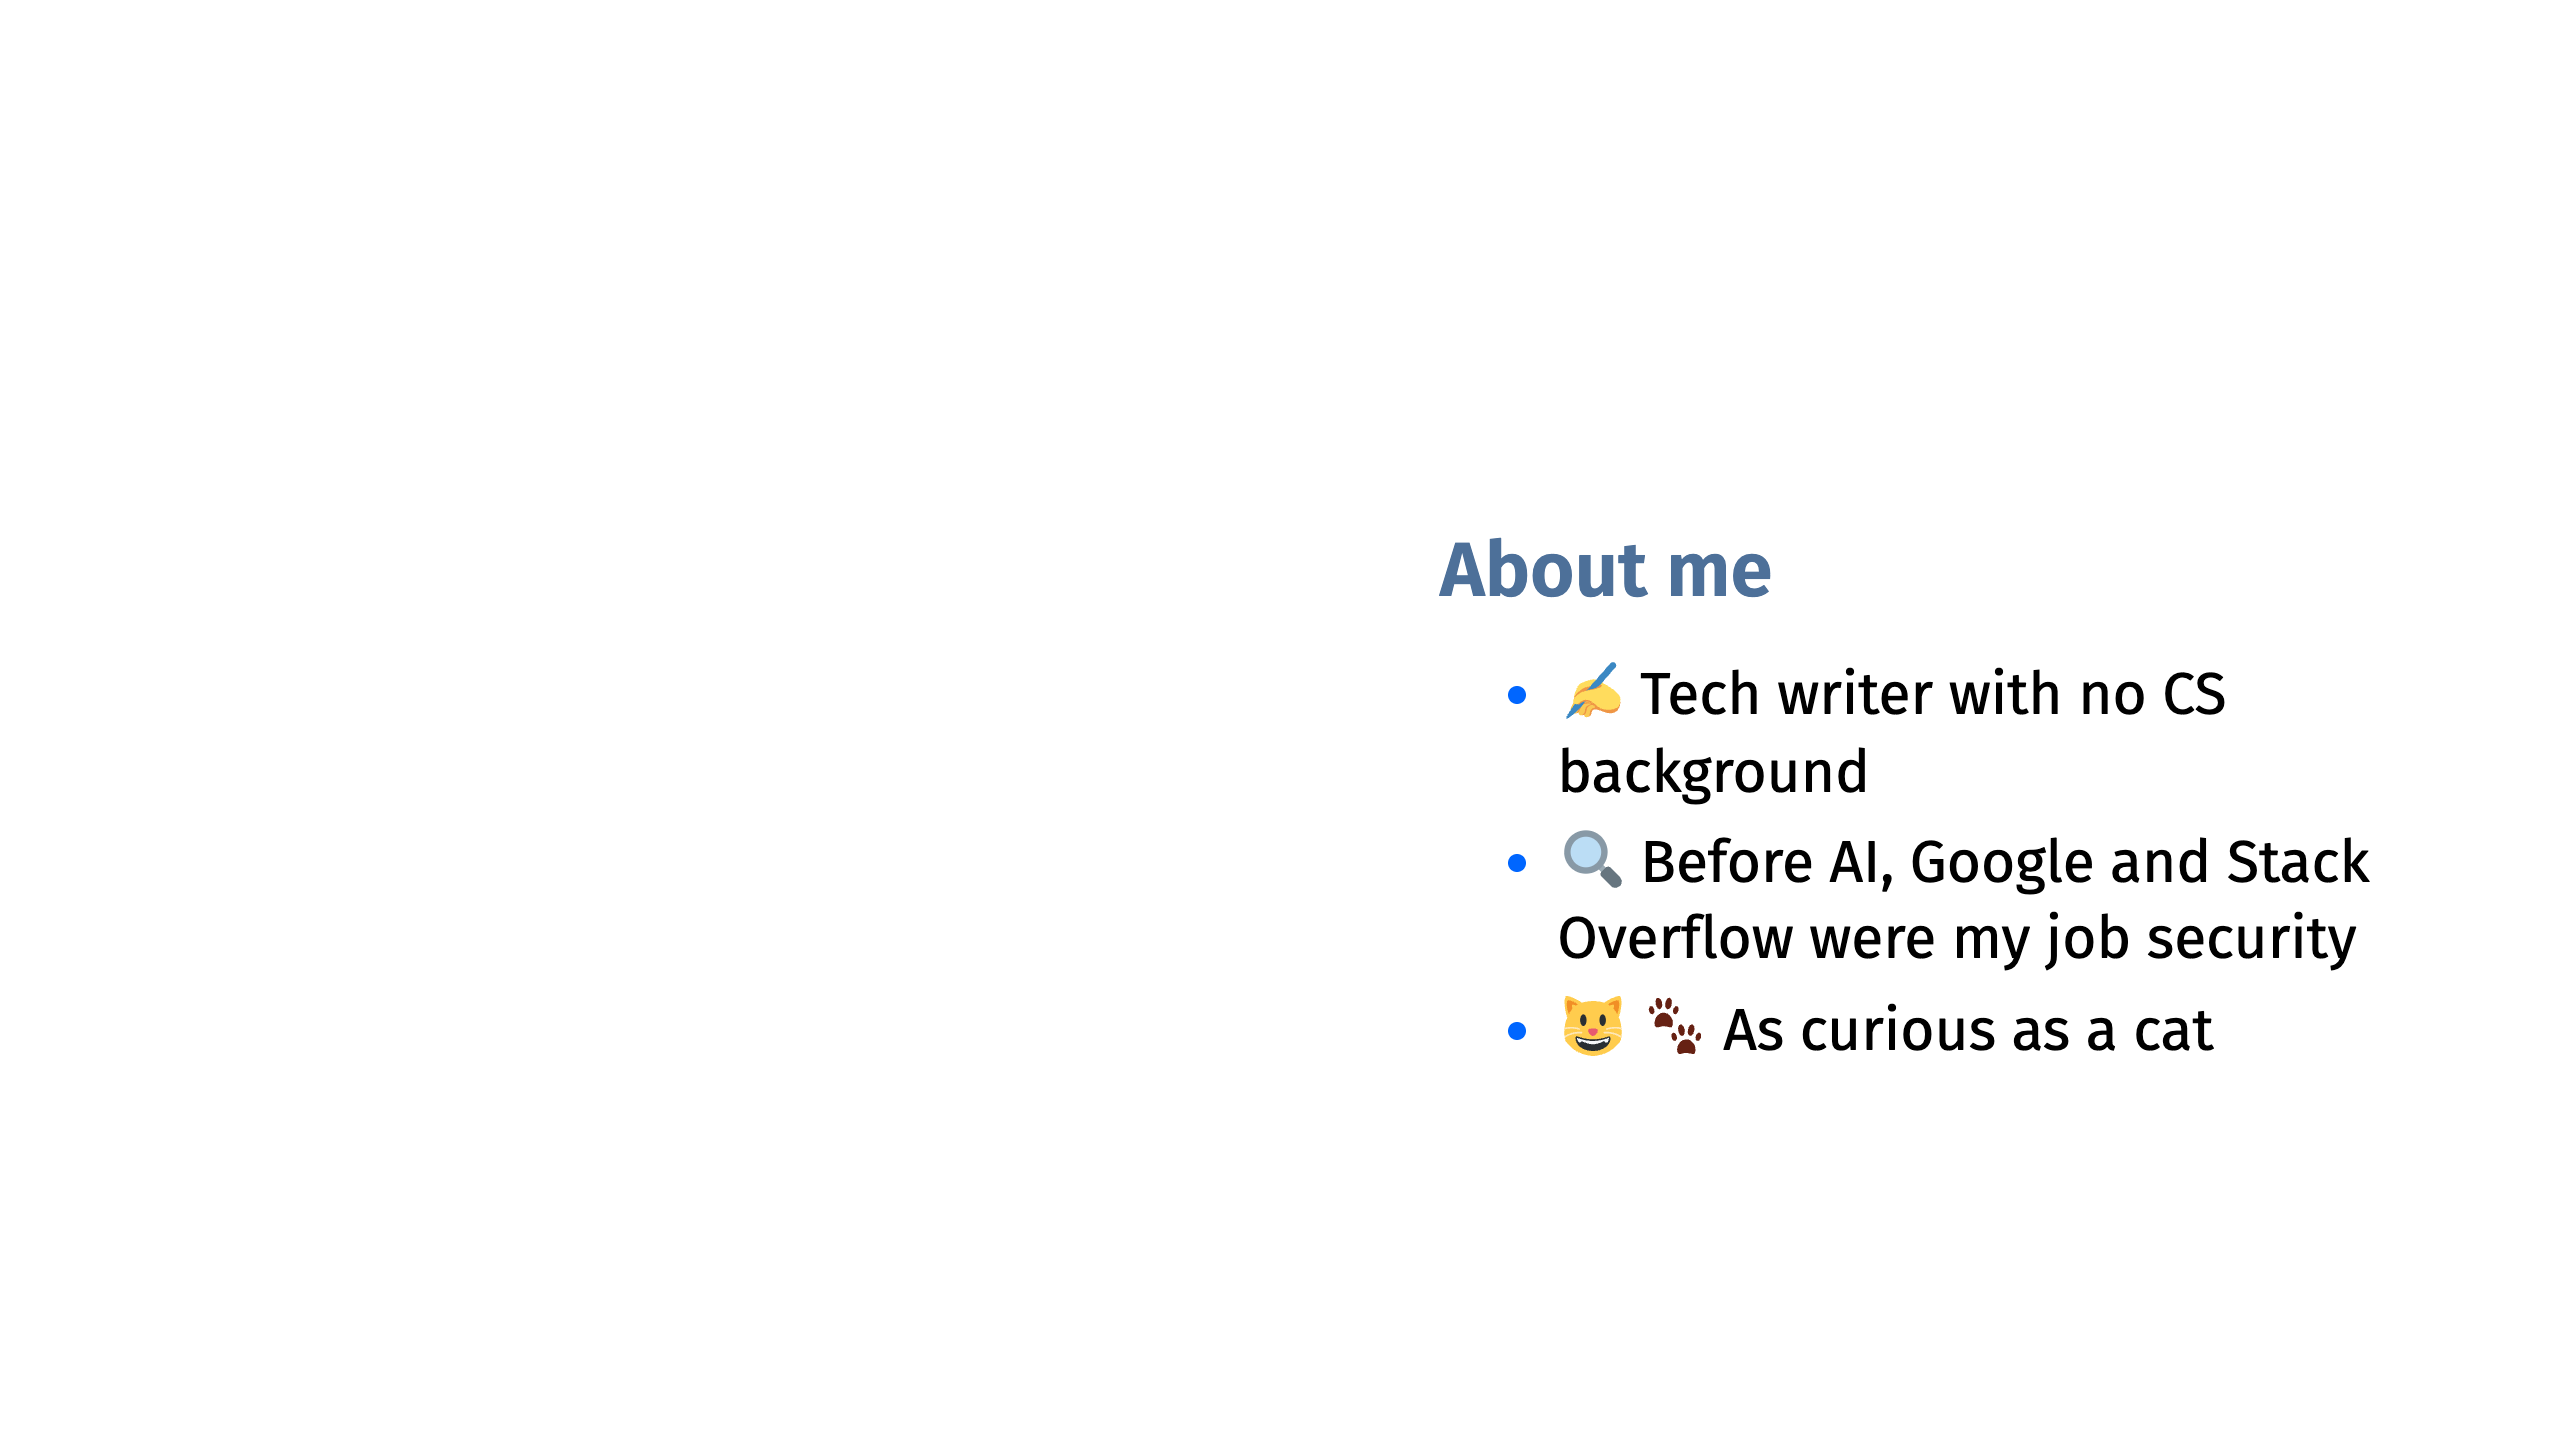 About me
• ✍️ Tech writer with no CS
background
• 🔍 Before AI, Google and Stack
Overflow were my job security
• 😺 🐾 As curious as a cat